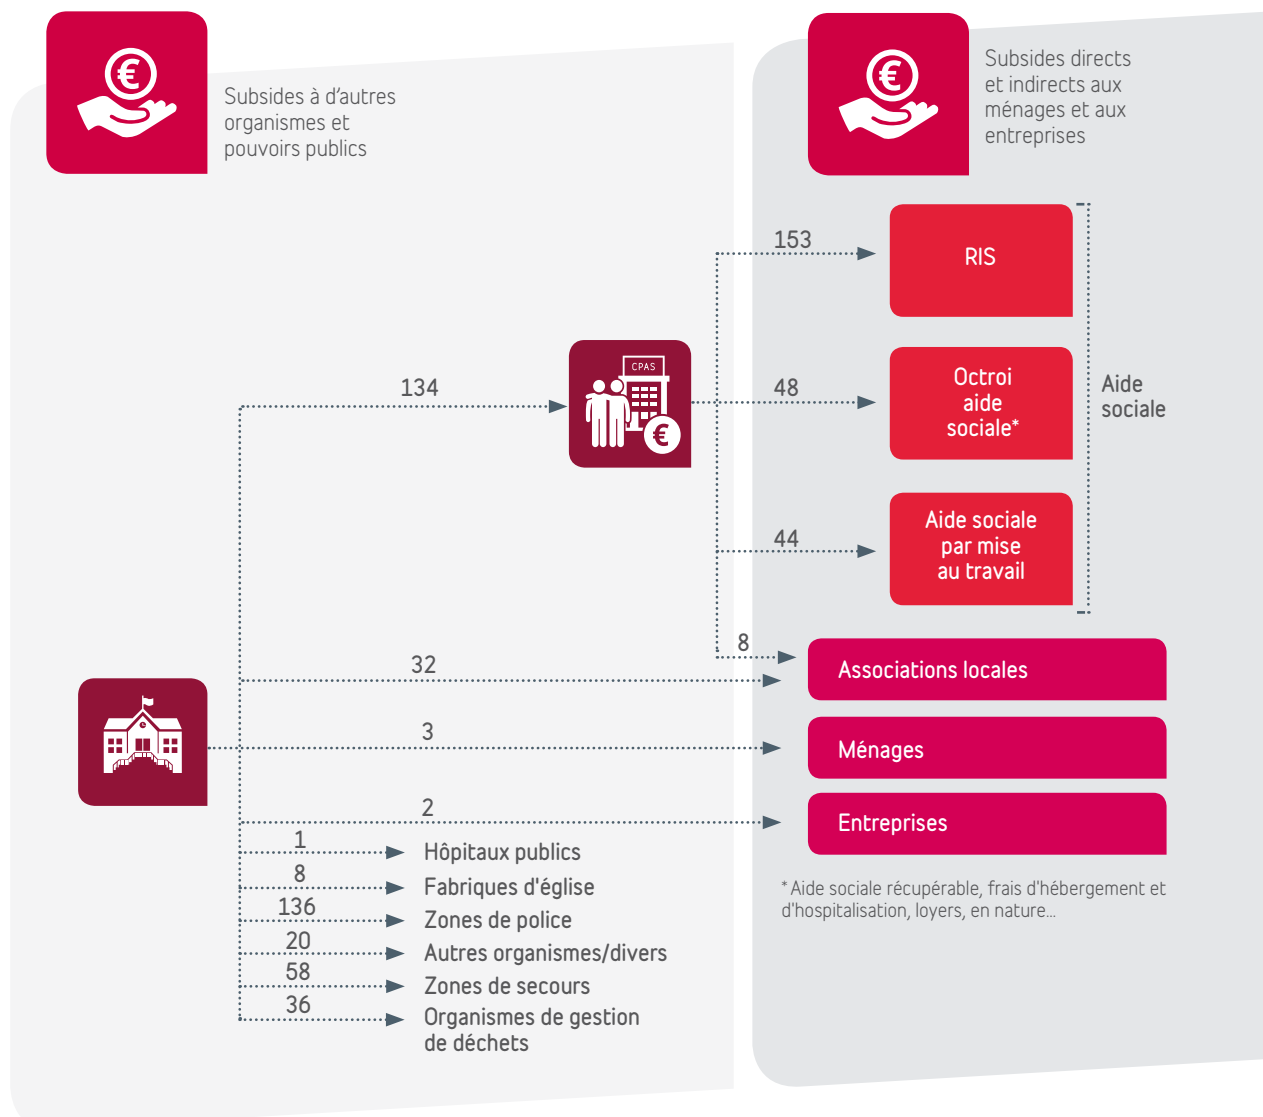 Subsides à d'autres
organismes et
pouvoirs publics
Subsides directs
et indirects aux
ménages et aux
entreprises
153
RIS
134
CPAS
48
Octroi
aide
sociale*
Aide
sociale
44
Aide sociale
par mise
au travail
8
32
Associations locales
3
Ménages
2
Entreprises
1
Hôpitaux publics
8
Fabriques d'église
136
Zones de police
20
Autres organismes/divers
58
Zones de secours
36
Organismes de gestion
de déchets
* Aide sociale récupérable, frais d'hébergement et
d'hospitalisation, loyers, en nature...